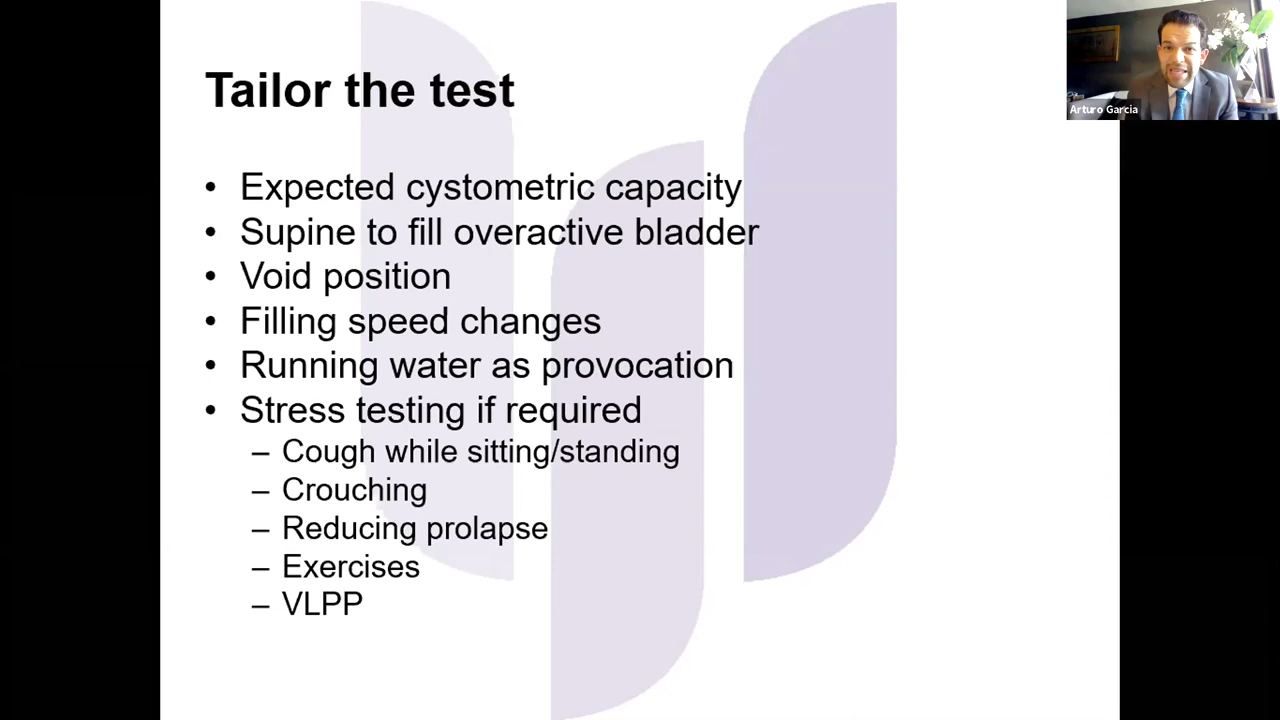 Tailor the test
Arturo Garcia
• Expected cystometric capacity
• Supine to fill overactive bladder
• Void position
• Filling speed changes
• Running water as provocation
• Stress testing if required
– Cough while sitting/standing
– Crouching
– Reducing prolapse
– Exercises
– VLPP